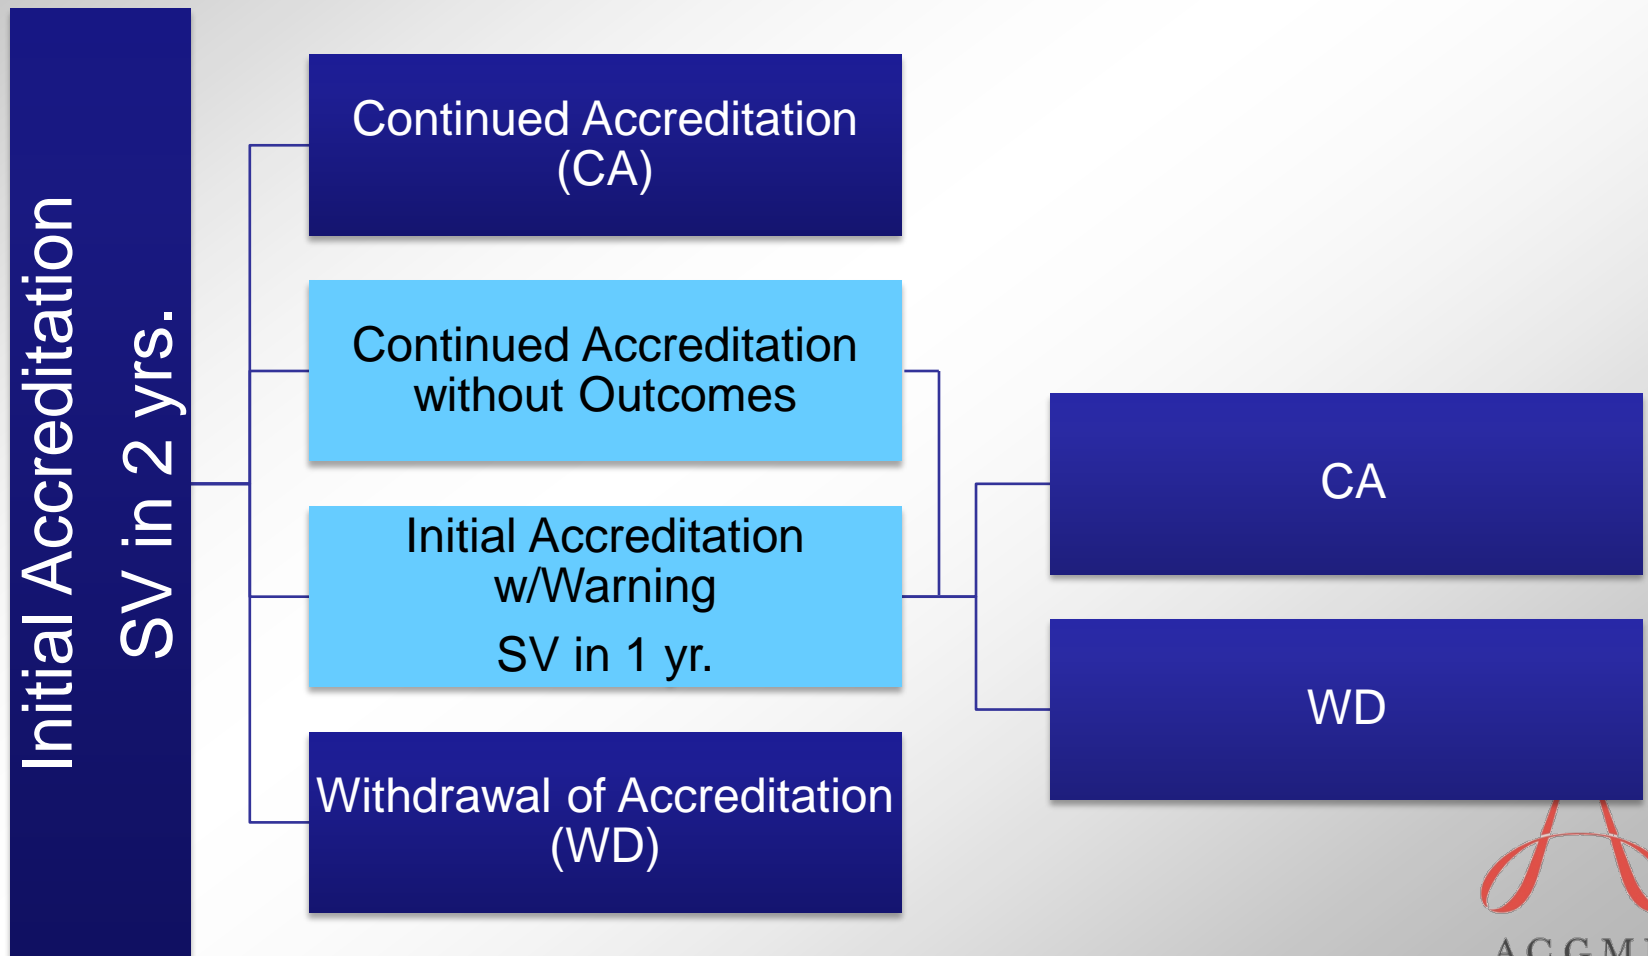 Initial Accreditation
SV in 2 yrs.
Continued Accreditation
(CA)
Continued Accreditation
without Outcomes
Initial Accreditation
w/Warning
SV in 1 yr.
Withdrawal of Accreditation
(WD)
CA
WD
ACGM